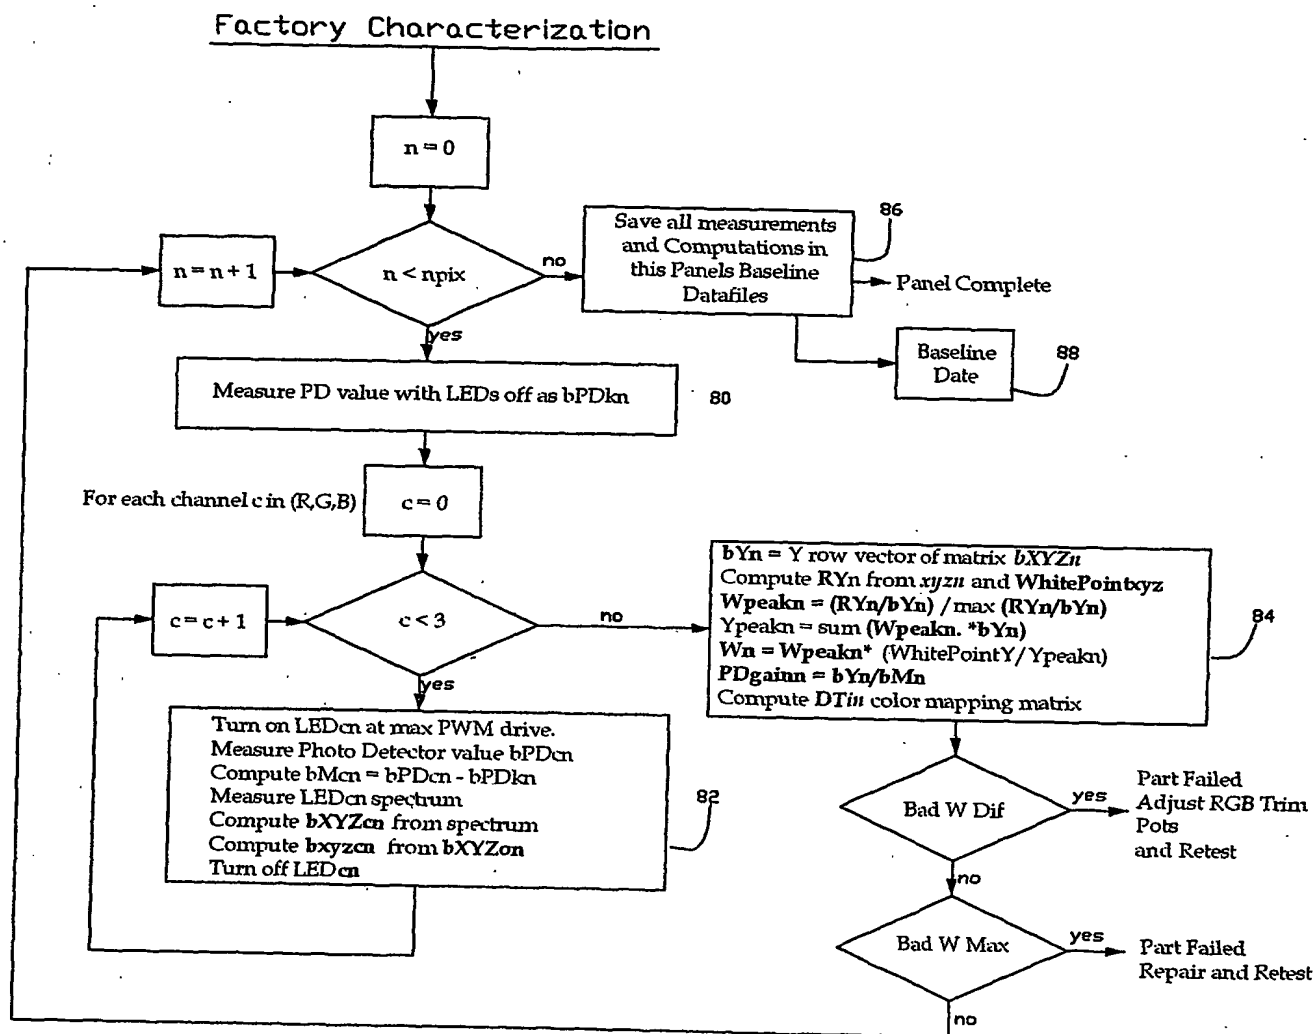 Factory Characterization
n = 0
n = n + 1
n < npix
no
yes
Save all measurements
and Computations in
this Panels Baseline
Datafiles
86
Panel Complete
Baseline
Date
88
Measure PD value with LEDs off as bPDkn
80
For each channel c in (R,G,B)
c = 0
c = c + 1
c < 3
no
yes
bYn = Y row vector of matrix bXYZn
Compute RYn from xyzn and WhitePointxyz
Wpeakn = (RYn/bYn) / max (RYn/bYn)
Ypeakn = sum (Wpeakn. *bYn)
Wn = Wpeakn* (WhitePointY/Ypeakn)
PDgainn = bYn/bMn
Compute DTin color mapping matrix
84
Turn on LEDcn at max PWM drive.
Measure Photo Detector value bPDcn
Compute bMcn = bPDcn - bPDkn
Measure LEDcn spectrum
Compute bXYZcn from spectrum
Compute bxyzcn from bXYZon
Turn off LEDcn
82
Bad W Dif
yes
Part Failed
Adjust RGB Trim
Pots
and Retest
no
Bad W Max
yes
Part Failed
Repair and Retest
no